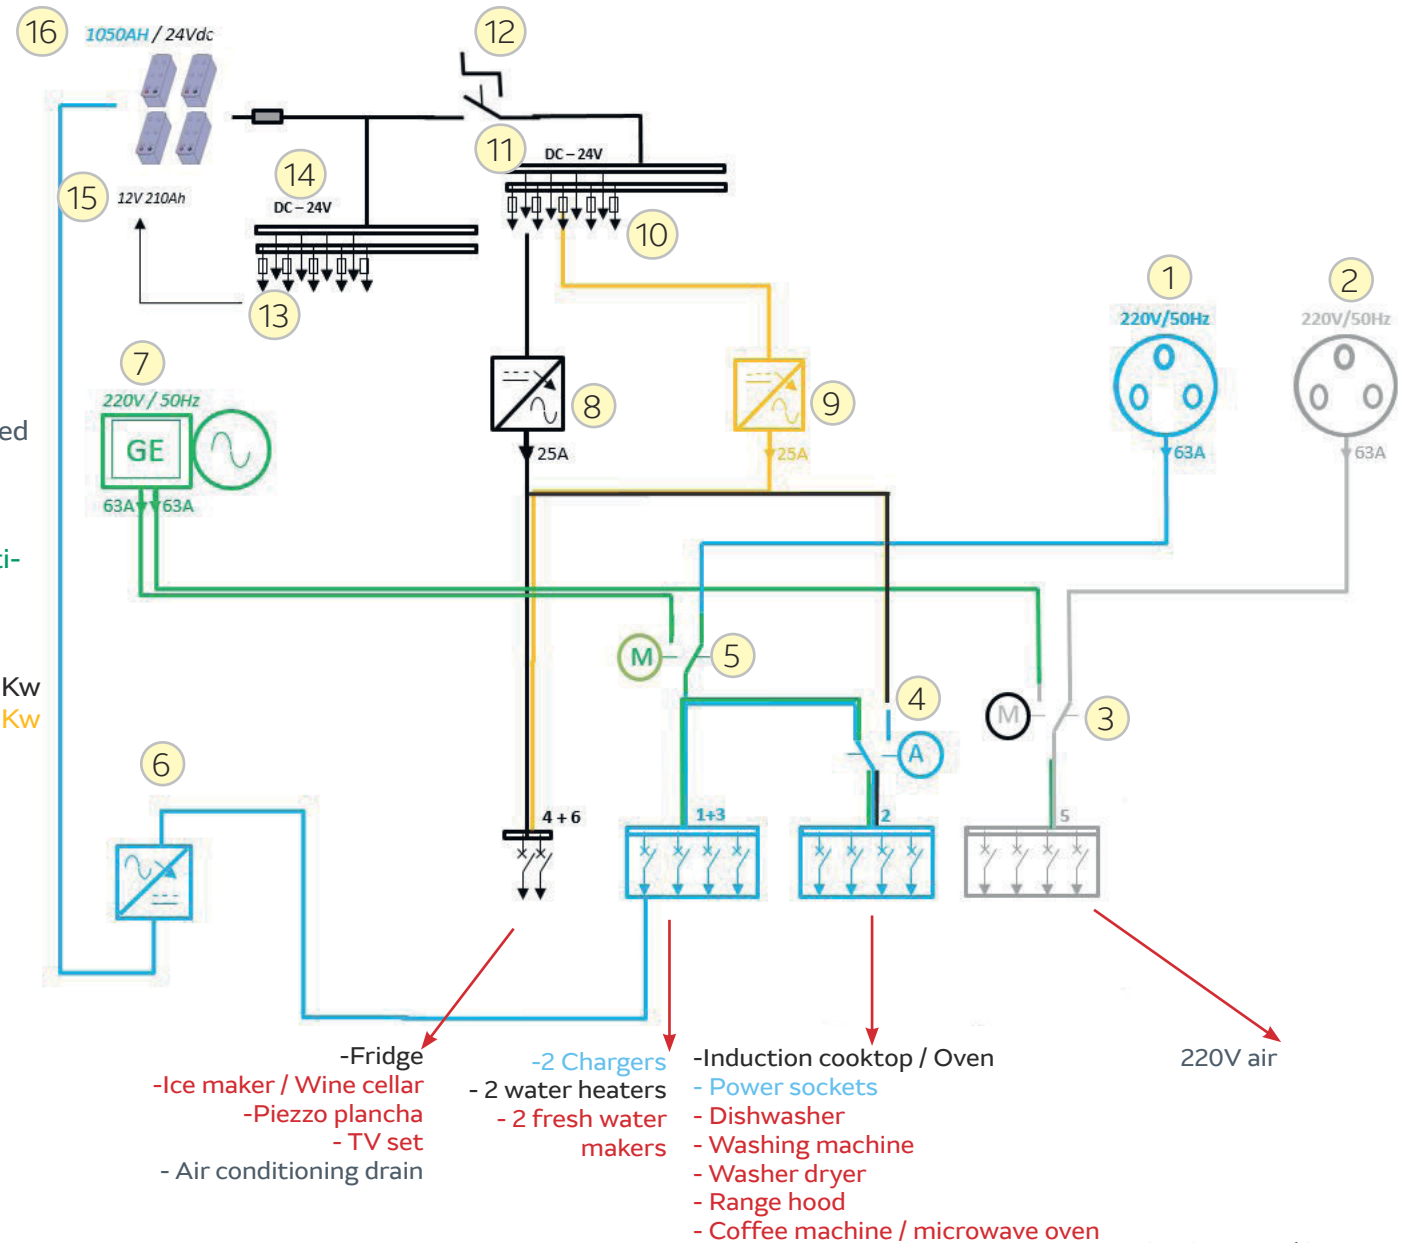 16
1050AH / 24Vdc
12
11
DC – 24V
14
DC – 24V
15
12V 210Ah
10
13
1
220V/50Hz
2
220V/50Hz
7
220V / 50Hz
GE
63A
63A
8
25A
9
25A
63A
63A
ed
ti-
Kw
Kw
M
5
4
A
M
3
6
4 + 6
1+3
2
5
-Fridge
-Ice maker / Wine cellar
-Piezzo plancha
- TV set
- Air conditioning drain
-2 Chargers
- 2 water heaters
- 2 fresh water
makers
-Induction cooktop / Oven
- Power sockets
- Dishwasher
- Washing machine
- Washer dryer
- Range hood
- Coffee machine / microwave oven
220V air